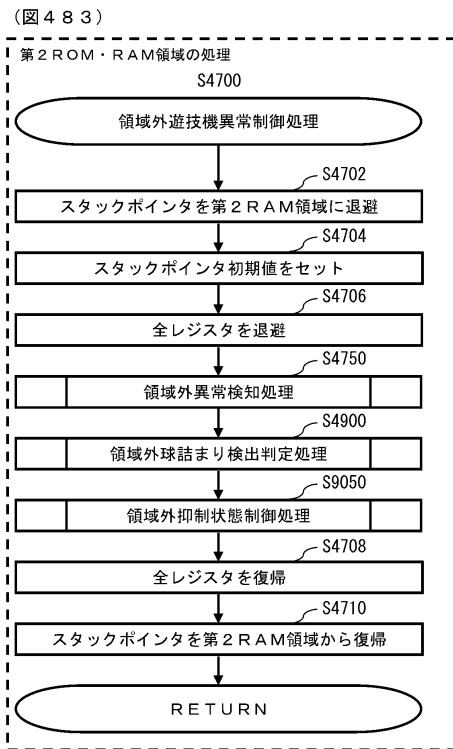 （図４８３）
第２ＲＯＭ・ＲＡＭ領域の処理
S4700
領域外遊技機異常制御処理
S4702
スタックポインタを第２ＲＡＭ領域に退避
S4704
スタックポインタ初期値をセット
S4706
全レジスタを退避
S4750
領域外異常検知処理
S4900
領域外球詰まり検出判定処理
S9050
領域外抑制状態制御処理
S4708
全レジスタを復帰
S4710
スタックポインタを第２ＲＡＭ領域から復帰
ＲＥＴＵＲＮ